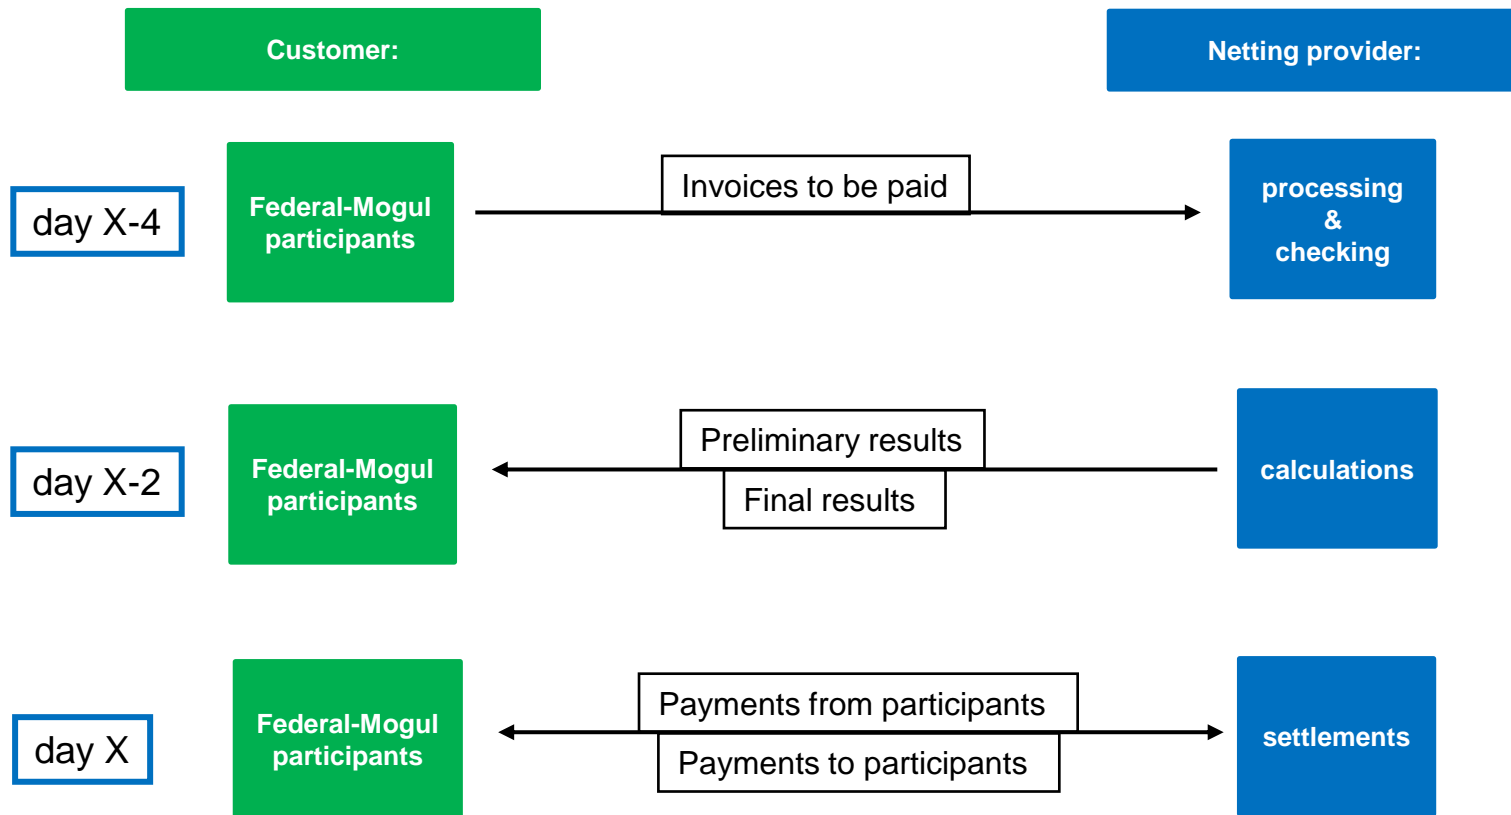 Customer:
Netting provider:
day X-4
Federal-Mogul
participants
Invoices to be paid
processing
&
checking
day X-2
Federal-Mogul
participants
Preliminary results
Final results
calculations
day X
Federal-Mogul
participants
Payments from participants
Payments to participants
settlements